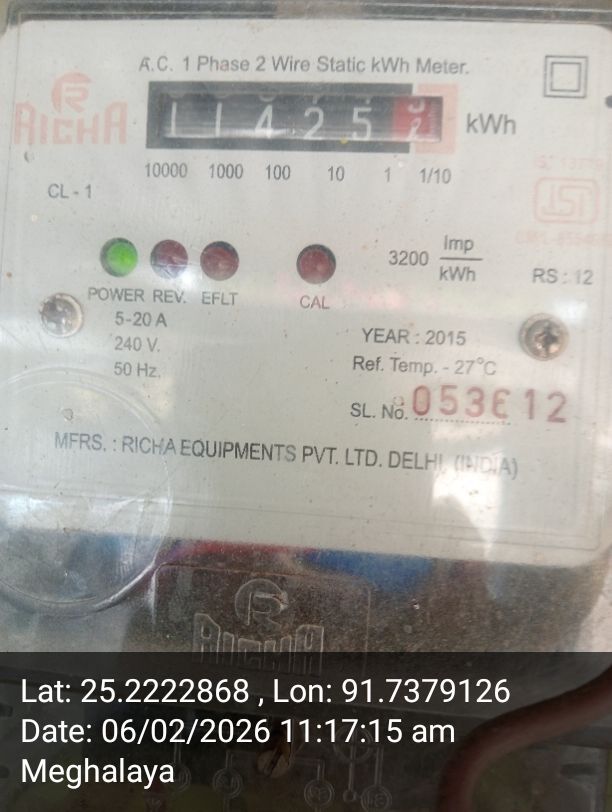 A.C. 1 Phase 2 Wire Static kWh Meter.
RICHA
11425 kWh
10000 1000 100 10 1 1/10
CL - 1
3200 Imp/kWh
RS : 12
POWER REV. EFLT CAL
5-20 A
240 V.
50 Hz.
YEAR : 2015
Ref. Temp. - 27°C
SL. No.
MFRS. : RICHA EQUIPMENTS PVT. LTD. DELHI. (INDIA)
RICHA
Lat: 25.2222868 , Lon: 91.7379126
Date: 06/02/2026 11:17:15 am
Meghalaya